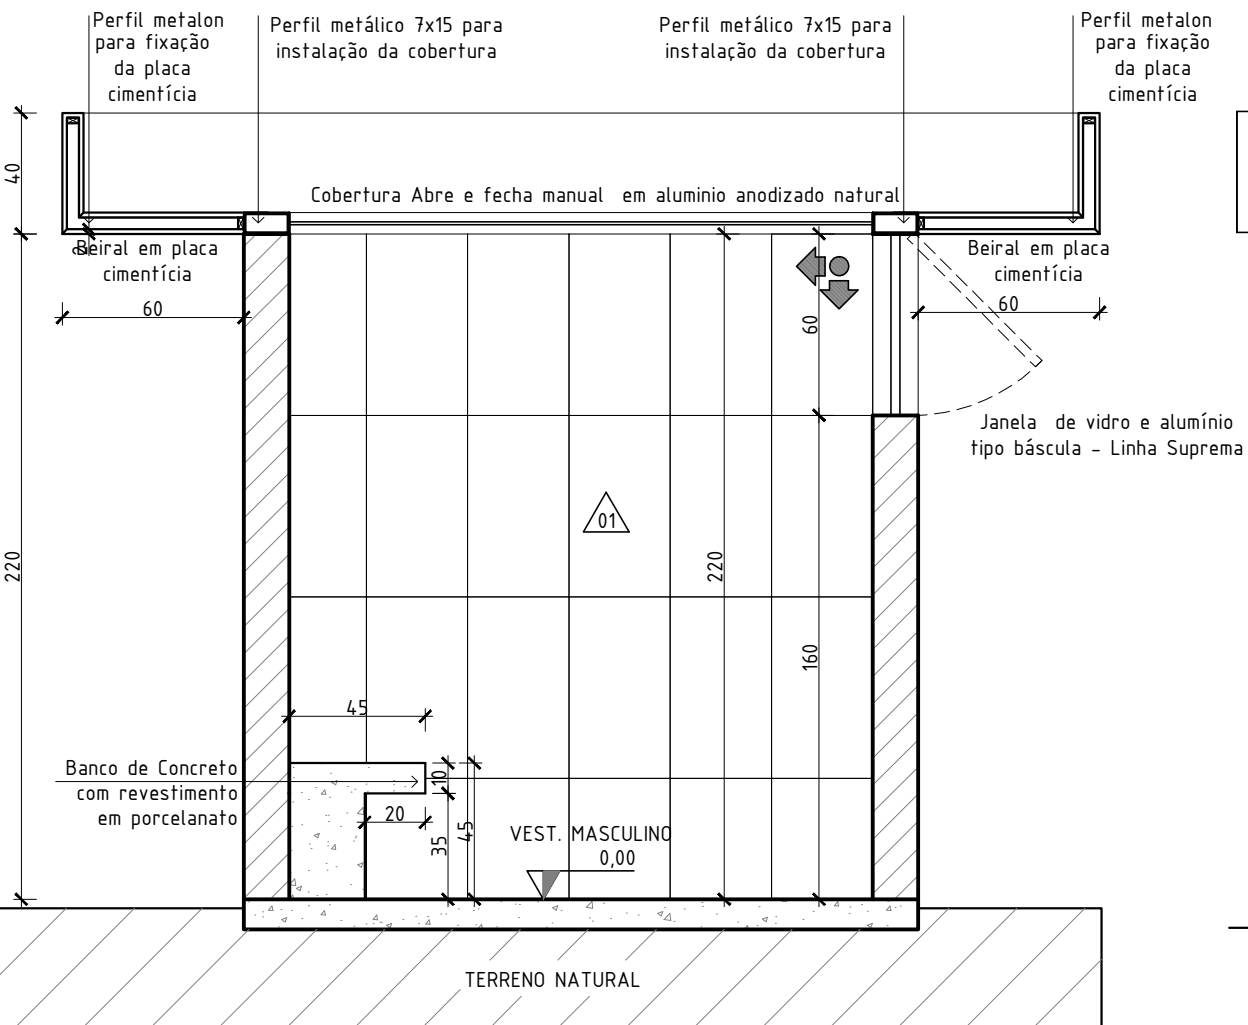 Perfil metalon
para fixação
da placa
cimentícia
Perfil metálico 7x15 para
instalação da cobertura
Perfil metálico 7x15 para
instalação da cobertura
Perfil metalon
para fixação
da placa
cimentícia
40
Cobertura Abre e fecha manual em aluminio anodizado natural
Beiral em placa
cimentícia
60
Beiral em placa
cimentícia
60
60
Janela de vidro e alumínio
tipo báscula - Linha Suprema
01
220
220
160
45
Banco de Concreto
com revestimento
em porcelanato
10
20
35
45
VEST. MASCULINO
0,00
TERRENO NATURAL